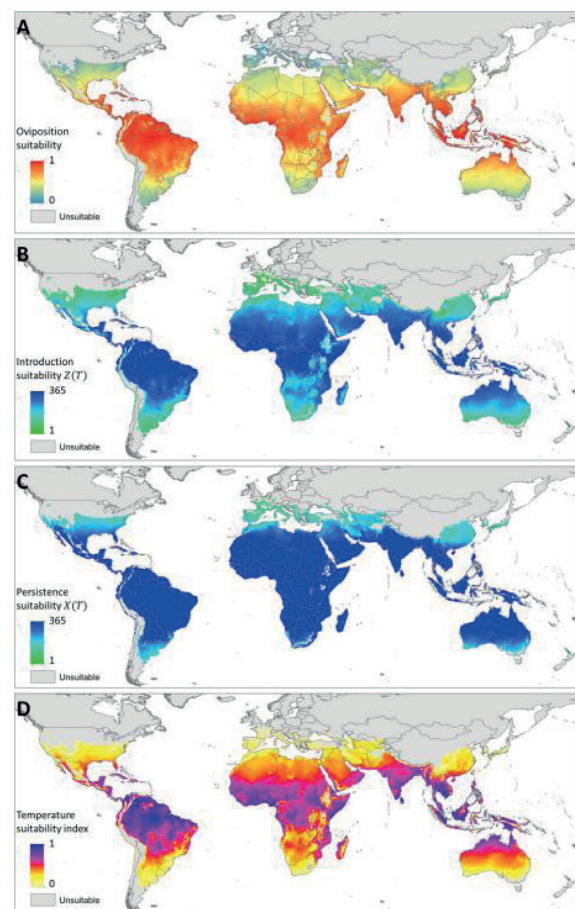 A
Oviposition
suitability
1
0
Unsuitable
B
Introduction
suitability Z(T)
365
1
Unsuitable
C
Persistence
suitability X(T)
365
1
Unsuitable
D
Temperature
suitability index
1
0
Unsuitable